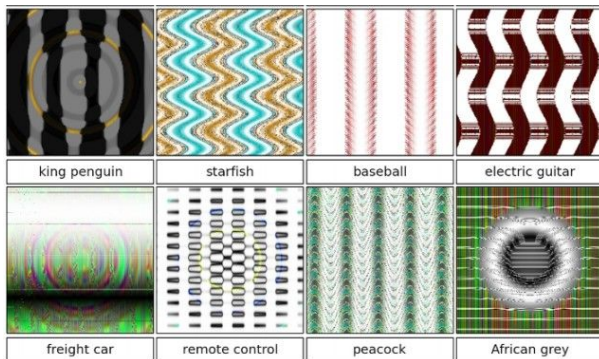 king penguin
starfish
baseball
electric guitar
freight car
remote control
peacock
African grey